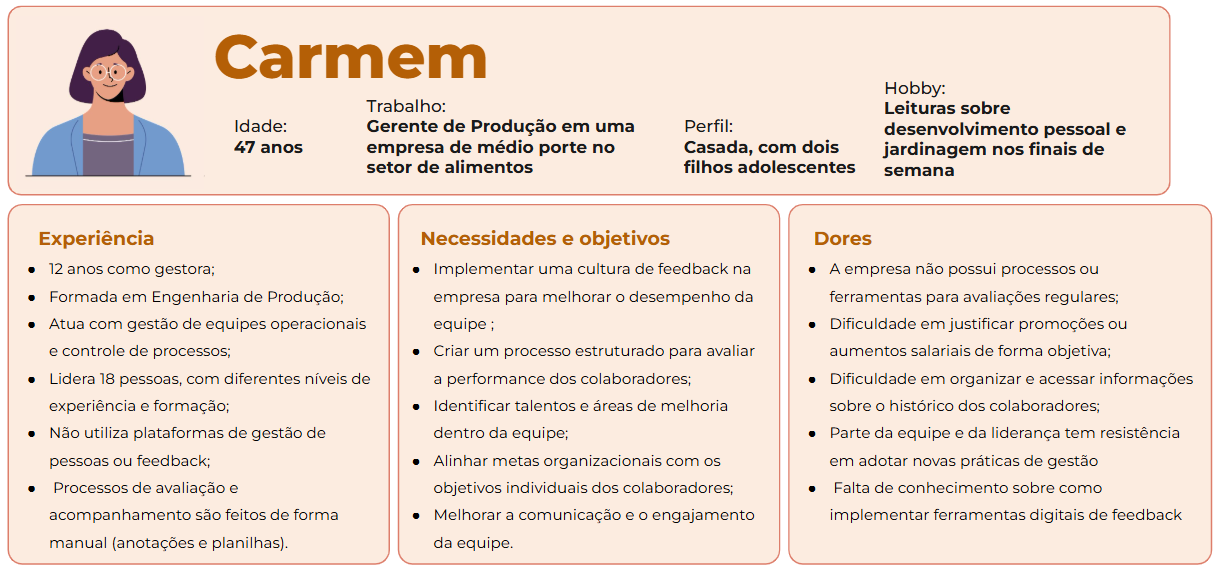 Carmem
Idade:
47 anos
Trabalho:
Gerente de Produção em uma
empresa de médio porte no
setor de alimentos
Perfil:
Casada, com dois
filhos adolescentes
Hobby:
Leituras sobre
desenvolvimento pessoal e
jardinagem nos finais de
semana
Experiência
● 12 anos como gestora;
● Formada em Engenharia de Produção;
● Atua com gestão de equipes operacionais
e controle de processos;
● Lidera 18 pessoas, com diferentes níveis de
experiência e formação;
● Não utiliza plataformas de gestão de
pessoas ou feedback;
● Processos de avaliação e
acompanhamento são feitos de forma
manual (anotações e planilhas).
Necessidades e objetivos
● Implementar uma cultura de feedback na
empresa para melhorar o desempenho da
equipe ;
● Criar um processo estruturado para avaliar
a performance dos colaboradores;
● Identificar talentos e áreas de melhoria
dentro da equipe;
● Alinhar metas organizacionais com os
objetivos individuais dos colaboradores;
● Melhorar a comunicação e o engajamento
da equipe.
Dores
● A empresa não possui processos ou
ferramentas para avaliações regulares;
● Dificuldade em justificar promoções ou
aumentos salariais de forma objetiva;
● Dificuldade em organizar e acessar informações
sobre o histórico dos colaboradores;
● Parte da equipe e da liderança tem resistência
em adotar novas práticas de gestão
● Falta de conhecimento sobre como
implementar ferramentas digitais de feedback